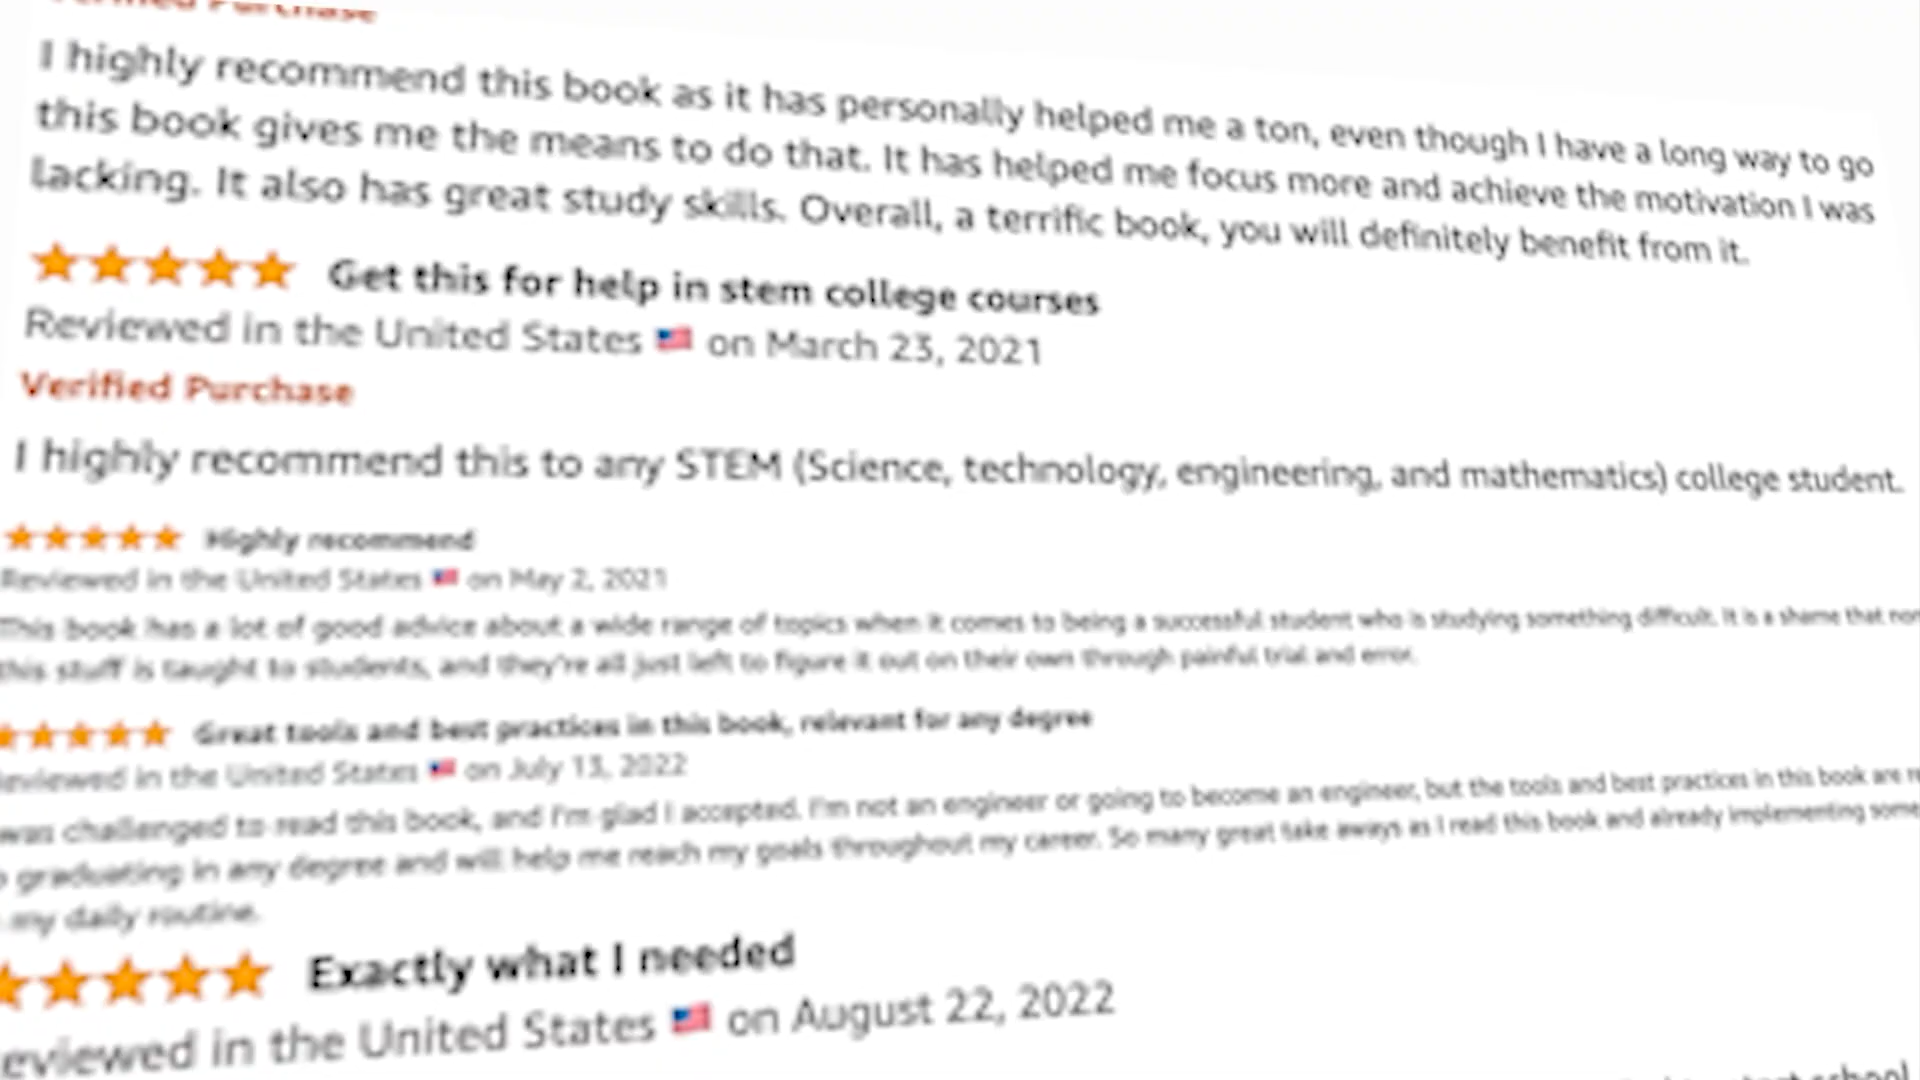 Verified Purchase
I highly recommend this book as it has personally helped me a ton, even though I have a long way to go
this book gives me the means to do that. It has helped me focus more and achieve the motivation I was
lacking. It also has great study skills. Overall, a terrific book, you will definitely benefit from it.
Get this for help in stem college courses
Reviewed in the United States on March 23, 2021
Verified Purchase
I highly recommend this to any STEM (Science, technology, engineering, and mathematics) college student.
Highly recommend
Reviewed in the United States on May 2, 2021
This book has a lot of good advice about a wide range of topics when it comes to being a successful student who is studying something difficult. It is a shame that
this stuff is taught to students, and they're all just left to figure it out on their own through painful trial and error.
Great tools and best practices in this book, relevant for any degree
eviewed in the United States on July 13, 2022
was challenged to read this book, and I'm glad I accepted. I'm not an engineer or going to become an engineer, but the tools and best practices in this book are
graduating in any degree and will help me reach my goals throughout my career. So many great take aways as I read this book and already implementing some
my daily routine.
Exactly what I needed
eviewed in the United States on August 22, 2022
school